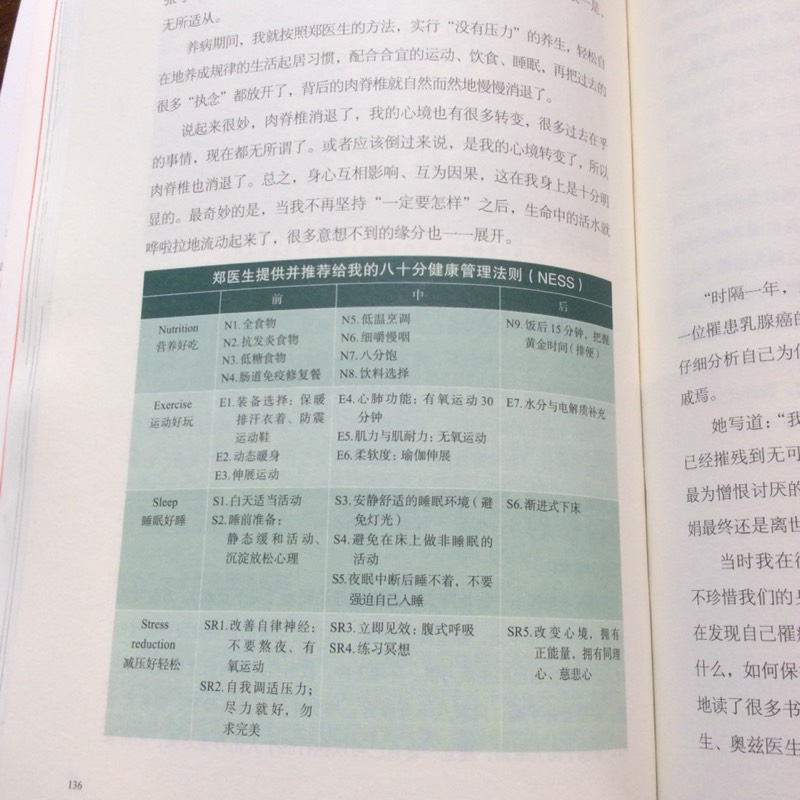 无所适从。
养病期间，我就按照郑医生的方法，实行“没有压力”的养生，轻松自
在地养成规律的生活起居习惯，配合合宜的运动、饮食、睡眠，再把过去的
很多“执念”都放开了，背后的肉脊椎就自然而然地慢慢消退了。
说起来很妙，肉脊椎消退了，我的心境也有很多转变，很多过去在乎
的事情，现在都无所谓了。或者应该倒过来说，是我的心境转变了，所以
肉脊椎也消退了。总之，身心互相影响、互为因果，这在我身上是十分明
显的。最奇妙的是，当我不再坚持“一定要怎样”之后，生命中的活水就
哗啦拉地流动起来了，很多意想不到的缘分也一一展开。
郑医生提供并推荐给我的八十分健康管理法则（NESS）
前 中 后
Nutrition
营养好吃
N1.全食物
N2.抗发炎食物
N3.低糖食物
N4.肠道免疫修复餐
N5.低温烹调
N6.细嚼慢咽
N7.八分饱
N8.饮料选择
N9.饭后15分钟，把握
黄金时间（排便）
Exercise
运动好玩
E1.装备选择：保暖
排汗衣着、防震
运动鞋
E2.动态暖身
E3.伸展运动
E4.心肺功能：有氧运动30
分钟
E5.肌力与肌耐力：无氧运动
E6.柔软度：瑜伽伸展
E7.水分与电解质补充
Sleep
睡眠好睡
S1.白天适当活动
S2.睡前准备：
静态缓和活动、
沉淀放松心理
S3.安静舒适的睡眠环境（避
免灯光）
S4.避免在床上做非睡眠的
活动
S5.夜眠中断后睡不着，不要
强迫自己入睡
S6.渐进式下床
Stress
reduction
减压好轻松
SR1.改善自律神经：
不要熬夜、有
氧运动
SR2.自我调适压力；
尽力就好，勿
求完美
SR3.立即见效：腹式呼吸
SR4.练习冥想
SR5.改变心境，拥有
正能量，拥有同理
心、慈悲心
136
“时隔一年，
一位罹患乳腺癌的
仔细分析自己为什
戚焉。
她写道：“我
已经摧残到无可
最为憎恨讨厌的
娟最终还是离世
当时我在很
不珍惜我们的身
在发现自己罹癌
什么，如何保
地读了很多书
生、奥兹医生